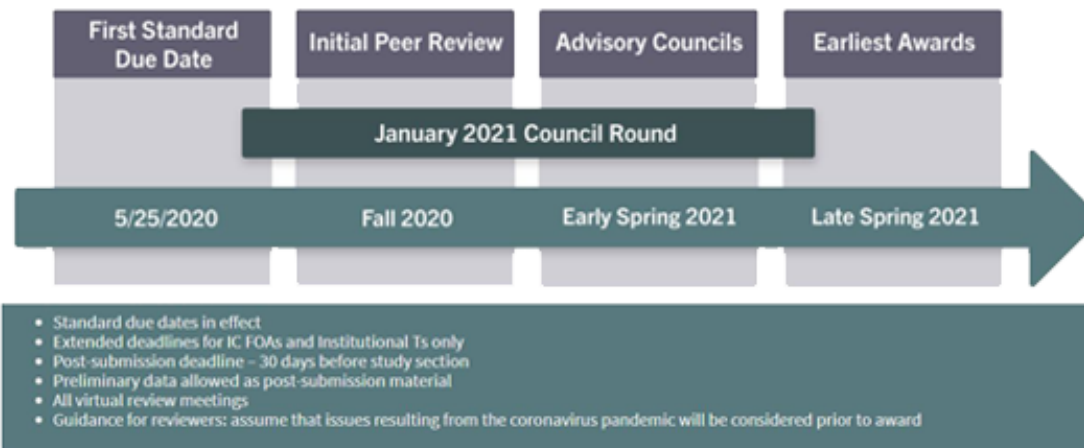 First Standard
Due Date
Initial Peer Review
Advisory Councils
Earliest Awards
January 2021 Council Round
5/25/2020
Fall 2020
Early Spring 2021
Late Spring 2021
• Standard due dates in effect
• Extended deadlines for IC FOAs and Institutional Ts only
• Post-submission deadline – 30 days before study section
• Preliminary data allowed as post-submission material
• All virtual review meetings
• Guidance for reviewers: assume that issues resulting from the coronavirus pandemic will be considered prior to award